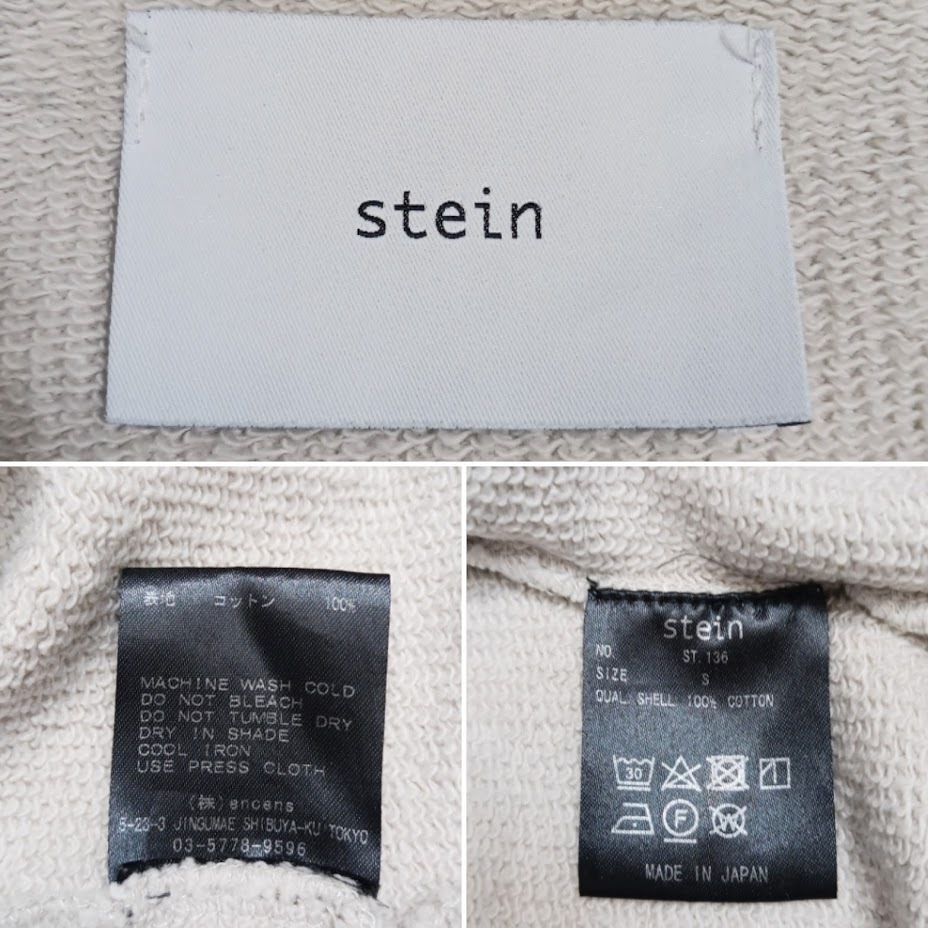 stein
表地 コットン 100%
MACHINE WASH COLD
DO NOT BLEACH
DO NOT TUMBLE DRY
DRY IN SHADE
COOL IRON
USE PRESS CLOTH
(株)encens
5-23-3 JINGUMAE SHIBUYA-KU TOKYO
03-5778-9596
stein
NO. ST.136
SIZE S
QUAL SHELL 100% COTTON
30
F
W
MADE IN JAPAN